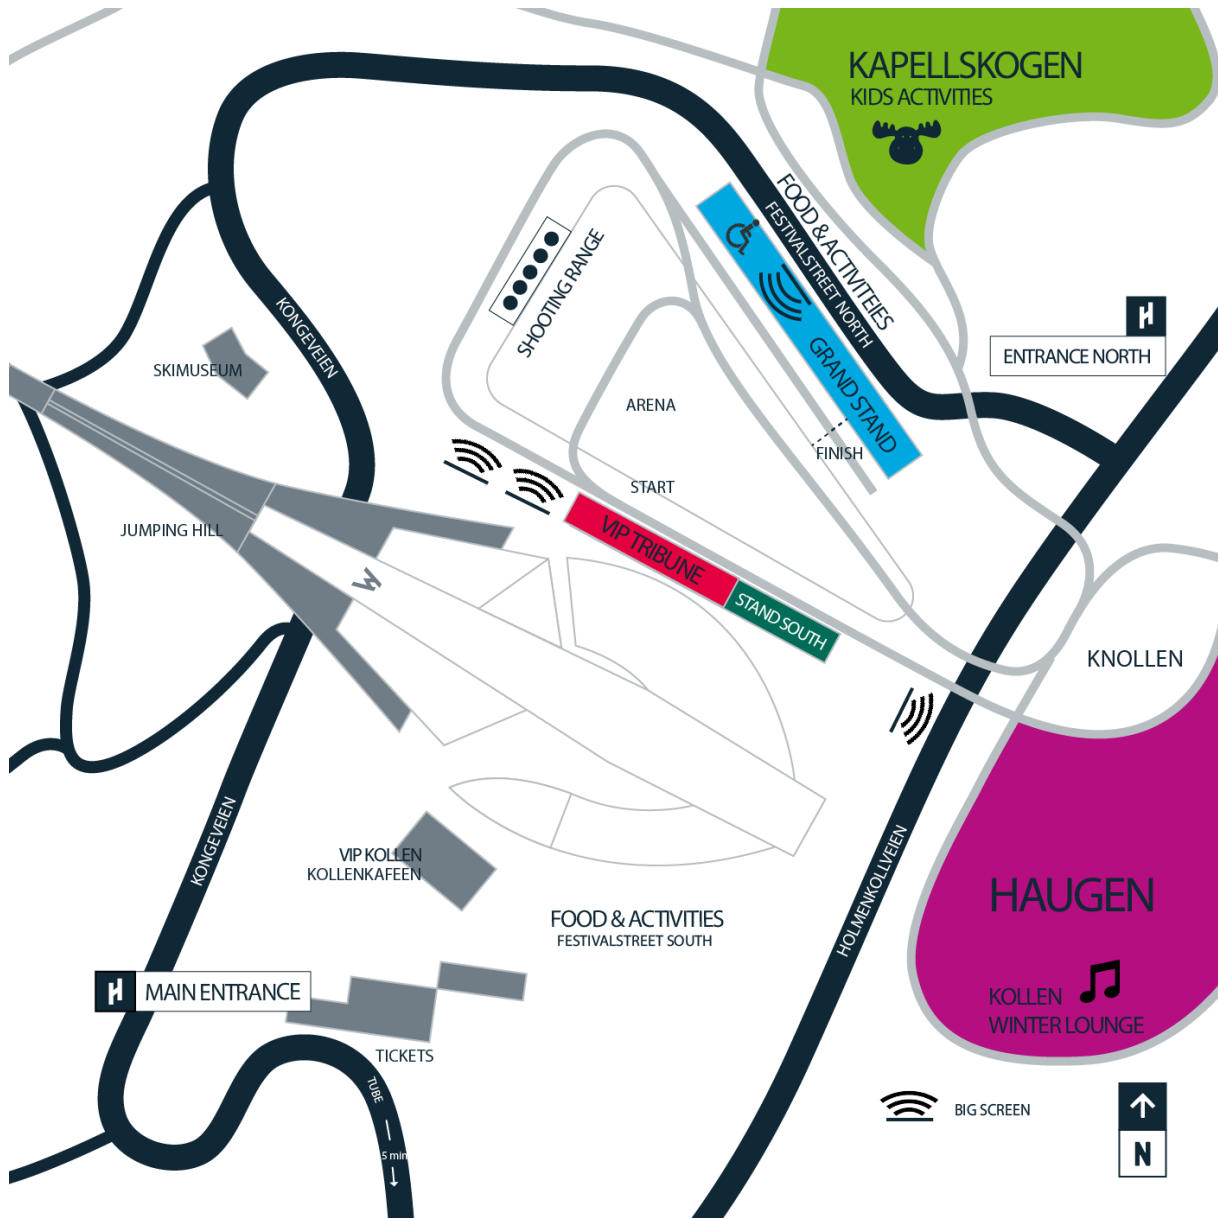 KAPELLSKOGEN
KIDS ACTIVITIES
FOOD & ACTIVITEIES
FESTIVALSTREET NORTH
SHOOTING RANGE
KONGEVEIEN
ENTRANCE NORTH
SKIMUSEUM
GRAND STAND
ARENA
FINISH
START
JUMPING HILL
VIP TRIBUNE
STAND SOUTH
KNOLLEN
KONGEVEIEN
VIP KOLLEN
KOLLENKAFEEN
HOLMENKOLLVEIEN
HAUGEN
FOOD & ACTIVITIES
FESTIVALSTREET SOUTH
MAIN ENTRANCE
KOLLEN
WINTER LOUNGE
TICKETS
TUBE
5 min
BIG SCREEN
N